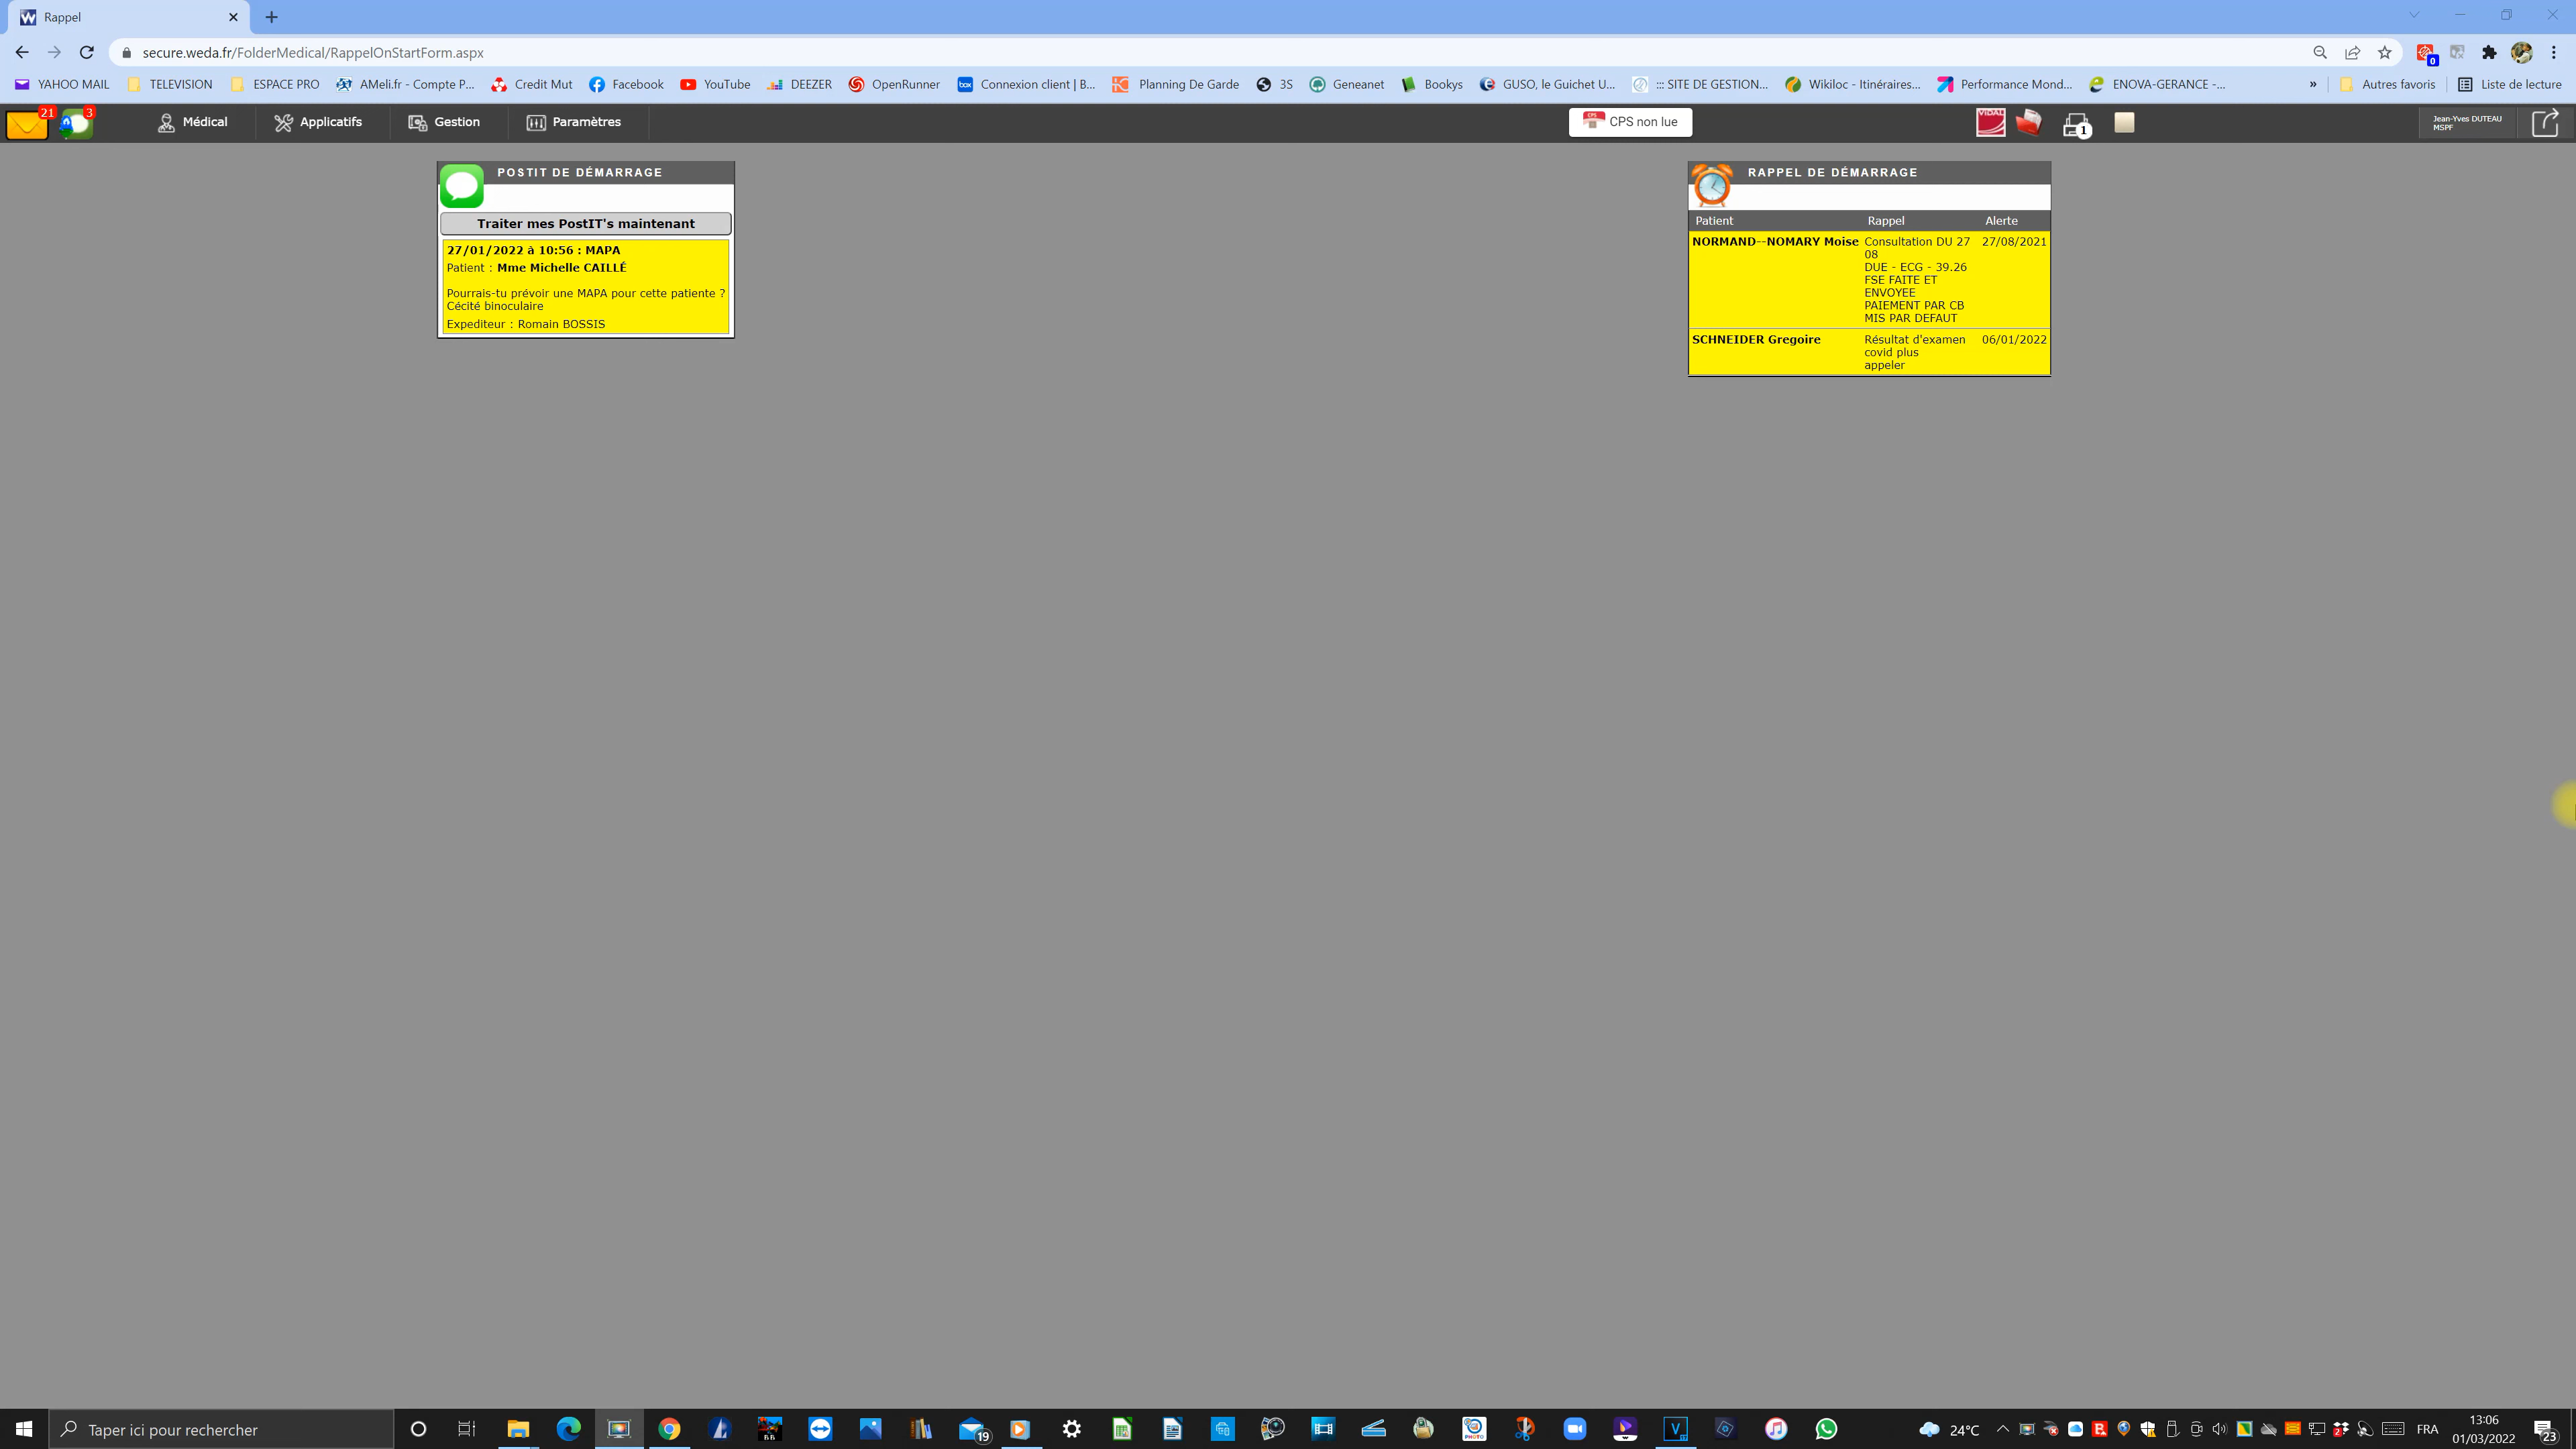 Rappel
secure.weda.fr/FolderMedical/RappelOnStartForm.aspx
0
YAHOO MAIL TELEVISION ESPACE PRO AMeli.fr - Compte P... Credit Mut Facebook YouTube DEEZER OpenRunner Connexion client | B... Planning De Garde 3S Geneanet Bookys GUSO, le Guichet U... ::: SITE DE GESTION... Wikiloc - Itinéraires... Performance Mond... ENOVA-GERANCE -... » Autres favoris Liste de lecture
21 3 Médical Applicatifs Gestion Paramètres CPS non lue VIDAL 1 Jean-Yves DUTEAU
MSPF
POSTIT DE DÉMARRAGE
Traiter mes PostIT's maintenant
27/01/2022 à 10:56 : MAPA
Patient : Mme Michelle CAILLÉ
Pourrais-tu prévoir une MAPA pour cette patiente ?
Cécité binoculaire
Expediteur : Romain BOSSIS
RAPPEL DE DÉMARRAGE
Patient Rappel Alerte
NORMAND--NOMARY Moise Consultation DU 27 27/08/2021
08
DUE - ECG - 39.26
FSE FAITE ET
ENVOYEE
PAIEMENT PAR CB
MIS PAR DEFAUT
SCHNEIDER Gregoire Résultat d'examen 06/01/2022
covid plus
appeler
Taper ici pour rechercher 19 24°C FRA 13:06
01/03/2022 23